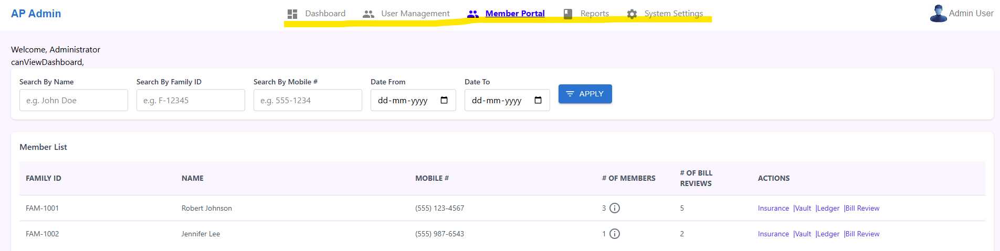 AP Admin Dashboard User Management Member Portal Reports System Settings Admin User
Welcome, Administrator
canViewDashboard,
Search By Name Search By Family ID Search By Mobile # Date From Date To
e.g. John Doe e.g. F-12345 e.g. 555-1234 dd-mm-yyyy dd-mm-yyyy APPLY
Member List
FAMILY ID NAME MOBILE # # OF MEMBERS # OF BILL REVIEWS ACTIONS
FAM-1001 Robert Johnson (555) 123-4567 3 5 Insurance |Vault |Ledger |Bill Review
FAM-1002 Jennifer Lee (555) 987-6543 1 2 Insurance |Vault |Ledger |Bill Review